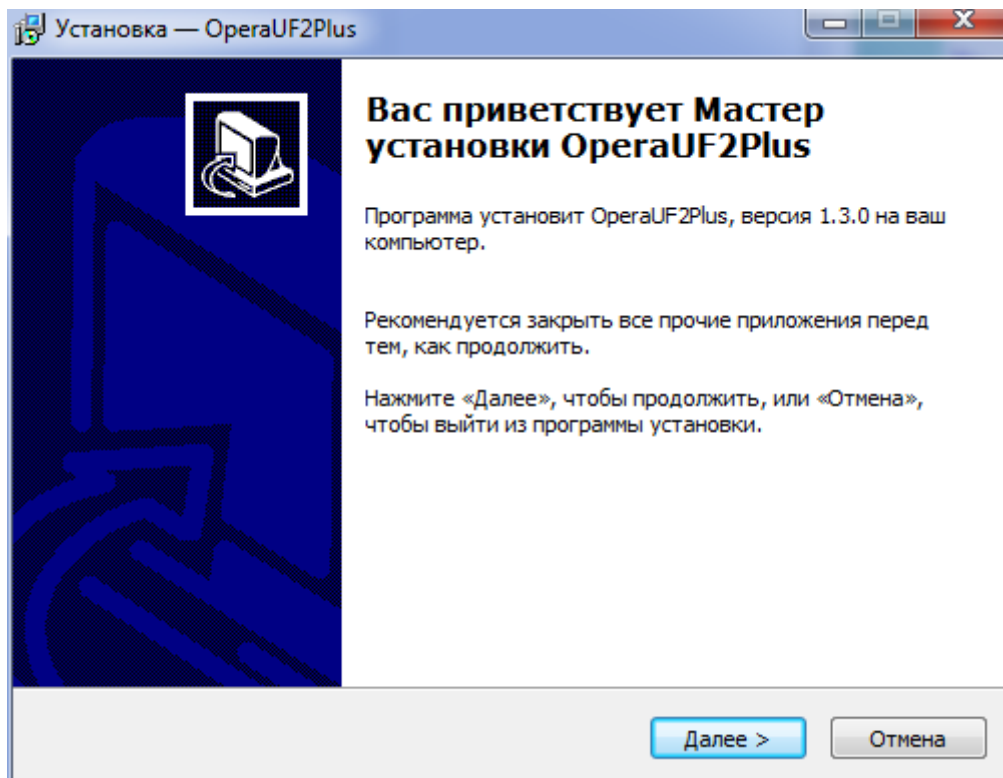 Установка — OperaUF2Plus
Вас приветствует Мастер
установки OperaUF2Plus
Программа установит OperaUF2Plus, версия 1.3.0 на ваш
компьютер.
Рекомендуется закрыть все прочие приложения перед
тем, как продолжить.
Нажмите «Далее», чтобы продолжить, или «Отмена»,
чтобы выйти из программы установки.
Далее >
Отмена